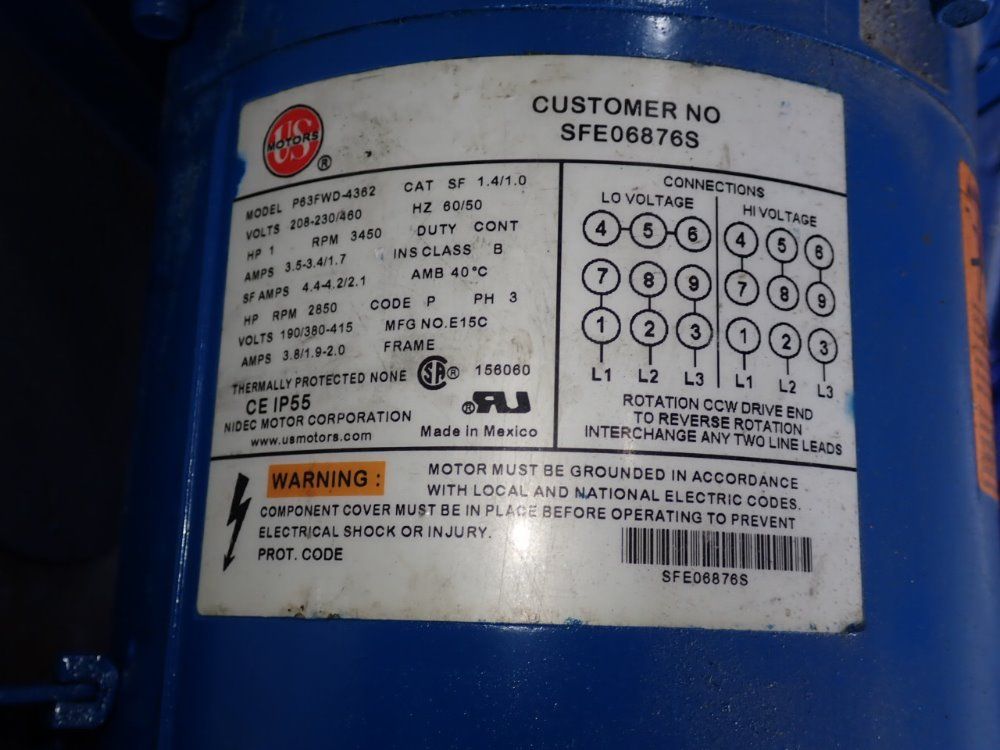 US
MOTORS
®
CUSTOMER NO
SFE06876S
MODEL P63FWD-4362 CAT SF 1.4/1.0
VOLTS 208-230/460 HZ 60/50
HP 1 RPM 3450 DUTY CONT
AMPS 3.5-3.4/1.7 INS CLASS B
SF AMPS 4.4-4.2/2.1 AMB 40°C
HP RPM 2850 CODE P PH 3
VOLTS 190/380-415 MFG NO.E15C
AMPS 3.8/1.9-2.0 FRAME
THERMALLY PROTECTED NONE SA® 156060
CE IP55
NIDEC MOTOR CORPORATION
www.usmotors.com
® Made in Mexico
CONNECTIONS
LO VOLTAGE HI VOLTAGE
4 5 6 4 5 6
7 8 9 7 8 9
1 2 3 1 2 3
L1 L2 L3 L1 L2 L3
ROTATION CCW DRIVE END
TO REVERSE ROTATION
INTERCHANGE ANY TWO LINE LEADS
WARNING : MOTOR MUST BE GROUNDED IN ACCORDANCE
WITH LOCAL AND NATIONAL ELECTRIC CODES.
COMPONENT COVER MUST BE IN PLACE BEFORE OPERATING TO PREVENT
ELECTRICAL SHOCK OR INJURY.
PROT. CODE
SFE06876S